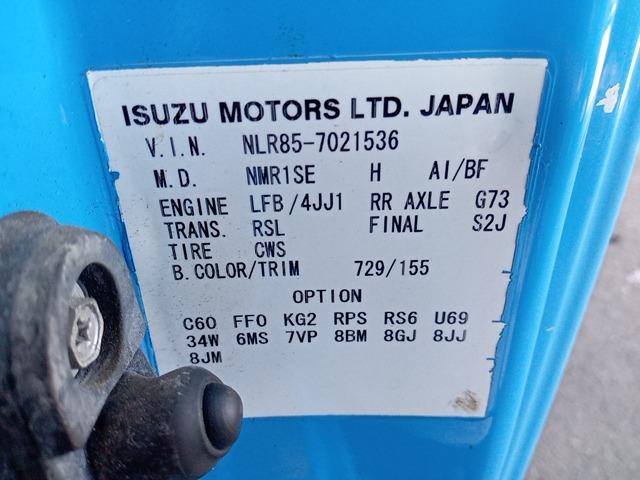 ISUZU MOTORS LTD. JAPAN
V.I.N. NLR85-7021536
M.D. NMR1SE H AI/BF
ENGINE LFB/4JJ1 RR AXLE G73
TRANS. RSL FINAL S2J
TIRE CWS
B.COLOR/TRIM 729/155
OPTION
C60 FF0 KG2 RPS RS6 U69
34W 6MS 7VP 8BM 8GJ 8JJ
8JM